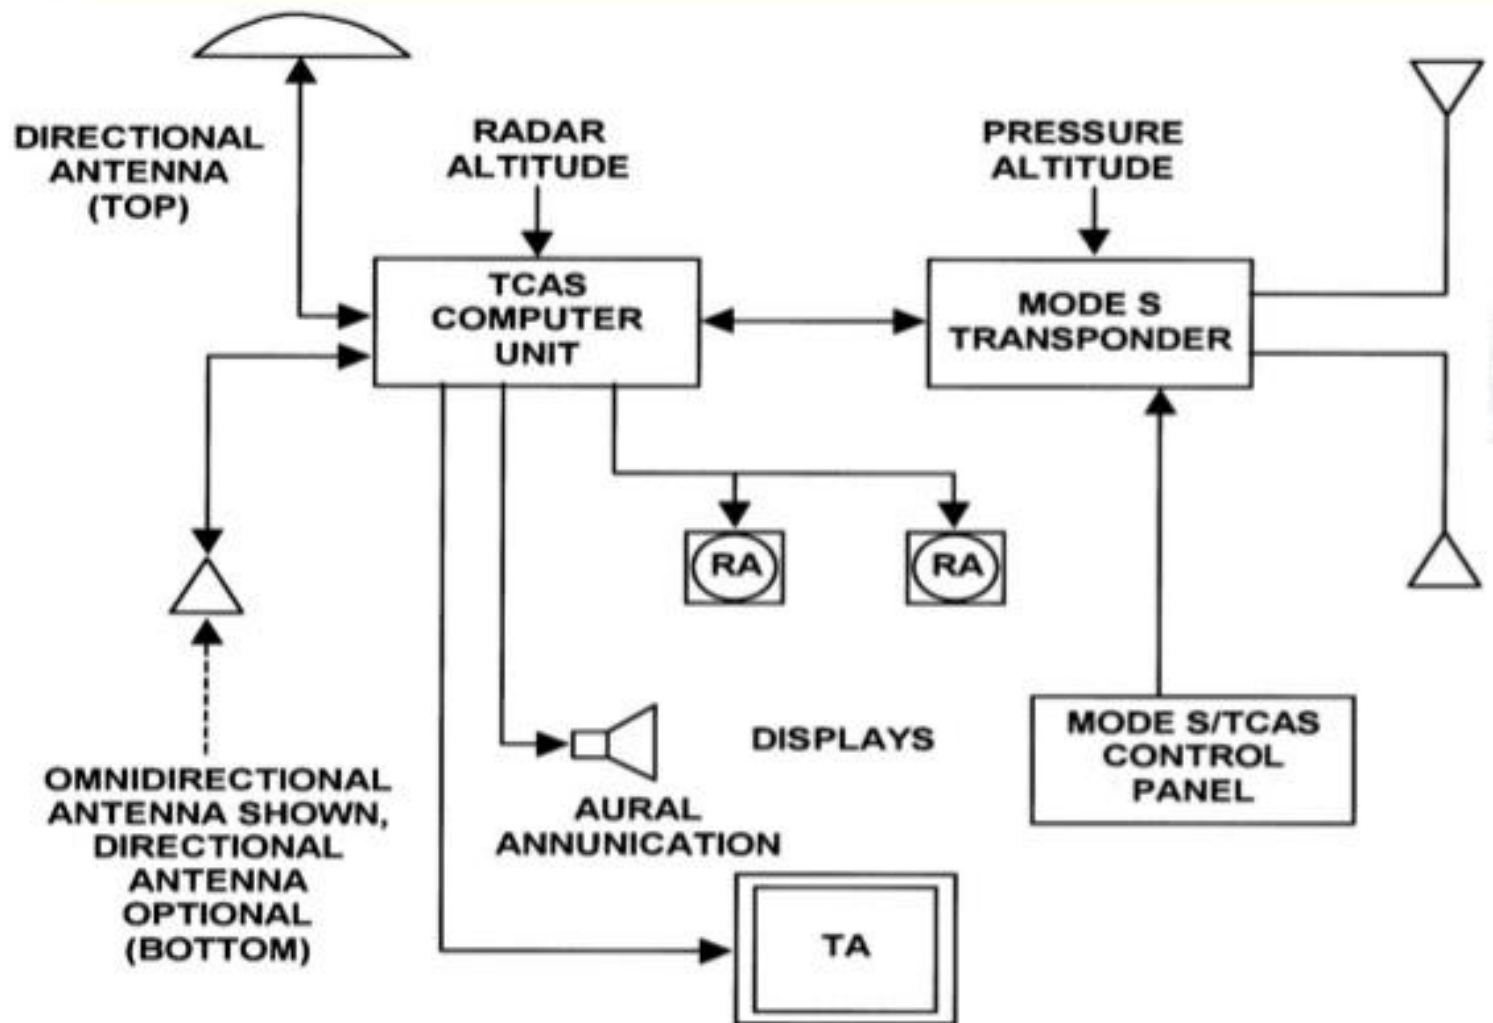 DIRECTIONAL
ANTENNA
(TOP)
RADAR
ALTITUDE
PRESSURE
ALTITUDE
TCAS
COMPUTER
UNIT
MODE S
TRANSPONDER
RA
RA
OMNIDIRECTIONAL
ANTENNA SHOWN,
DIRECTIONAL
ANTENNA
OPTIONAL
(BOTTOM)
AURAL
ANNUNICATION
DISPLAYS
MODE S/TCAS
CONTROL
PANEL
TA